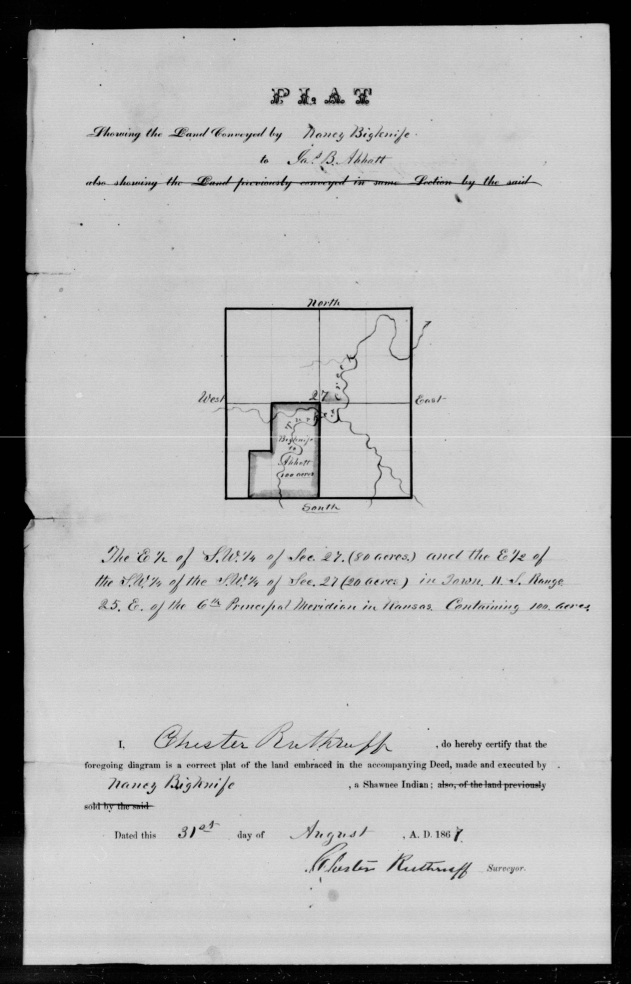 PLAT
Showing the Land Conveyed by Nancy Bigknife
to Jas. B. Abbott
also showing the Land previously conveyed in same Section by the said
North
West
27
East
Creek
Turkey
Bigknife
to
Abbott
100 acres
South
The E 1/2 of S.W. 1/4 of Sec. 27. (80 acres.) and the E 1/2 of
the S.W. 1/4 of the S.W. 1/4 of Sec. 27 (20 acres) in Town. 11 S. Range
25. E. of the 6th Principal Meridian in Kansas. Containing 100. acres
I, Chester Ruthruff , do hereby certify that the
foregoing diagram is a correct plat of the land embraced in the accompanying Deed, made and executed by
Nancy Bigknife , a Shawnee Indian; also, of the land previously
sold by the said
Dated this 31st day of August , A. D. 1867.
Chester Ruthruff Surveyor.